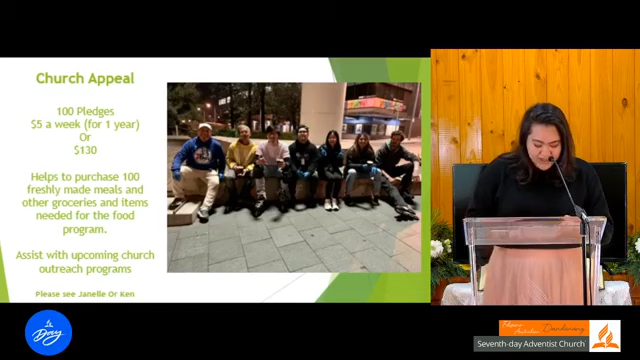 Church Appeal
100 Pledges
$5 a week (for 1 year)
Or
$130
Helps to purchase 100
freshly made meals and
other groceries and items
needed for the food
program.
Assist with upcoming church
outreach programs
Please see Janelle Or Ken
Filipino
Australian
Dandenong
Seventh-day Adventist Church